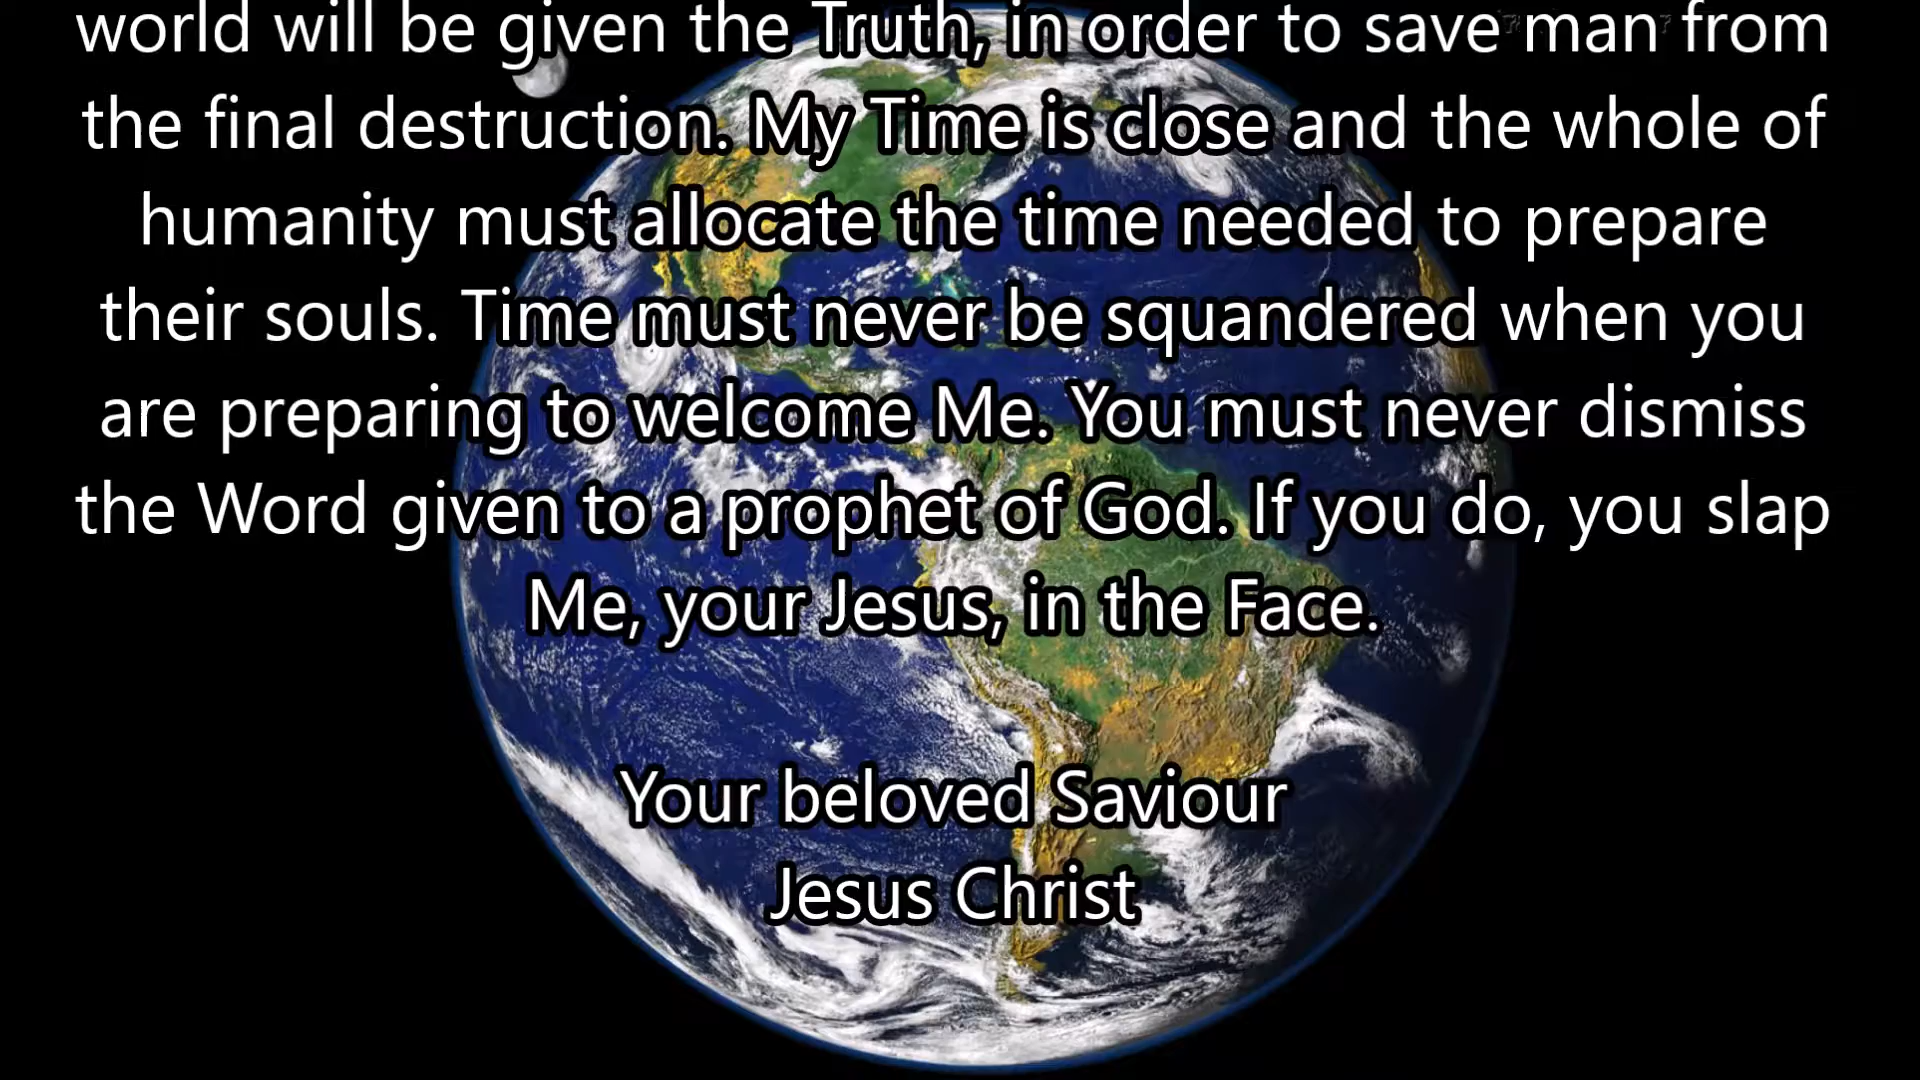 world will be given the Truth, in order to save man from
the final destruction. My Time is close and the whole of
humanity must allocate the time needed to prepare
their souls. Time must never be squandered when you
are preparing to welcome Me. You must never dismiss
the Word given to a prophet of God. If you do, you slap
Me, your Jesus, in the Face.
Your beloved Saviour
Jesus Christ